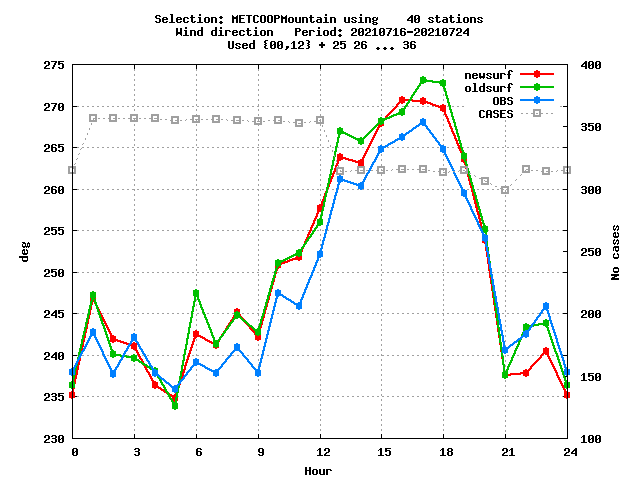 Selection: METCOOPMountain using    40 stations
Wind direction   Period: 20210716-20210724
Used {00,12} + 25 26 ... 36
275
270
265
260
255
250
245
240
235
230
deg
400
350
300
250
200
150
100
No cases
newsurf
oldsurf
OBS
CASES
0 3 6 9 12 15 18 21 24
Hour